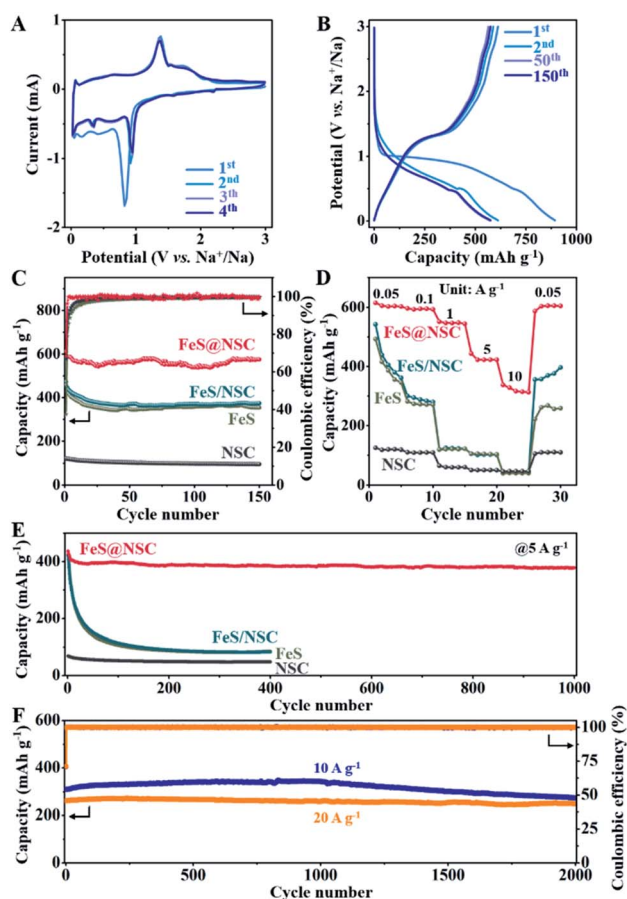 A
Current (mA)
1
0
-1
-2
0
1
2
3
1st
2nd
3th
4th
Potential (V vs. Na+/Na)
B
Potential (V vs. Na+/Na)
3
2
1
0
0
250
500
750
1000
1st
2nd
50th
150th
Capacity (mAh g-1)
C
Capacity (mAh g-1)
800
600
400
200
0
0
50
100
150
FeS@NSC
FeS/NSC
FeS
NSC
100
80
60
40
20
0
Coulombic efficiency (%)
Cycle number
D
Capacity (mAh g-1)
600
400
200
0
0
10
20
30
Unit: A g-1
0.05
0.1
1
5
10
0.05
FeS@NSC
FeS/NSC
FeS
NSC
Cycle number
E
Capacity (mAh g-1)
400
200
0
0
200
400
600
800
1000
FeS@NSC
@5 A g-1
FeS/NSC
FeS
NSC
Cycle number
F
Capacity (mAh g-1)
600
400
200
0
0
500
1000
1500
2000
10 A g-1
20 A g-1
100
75
50
25
0
Coulombic efficiency (%)
Cycle number